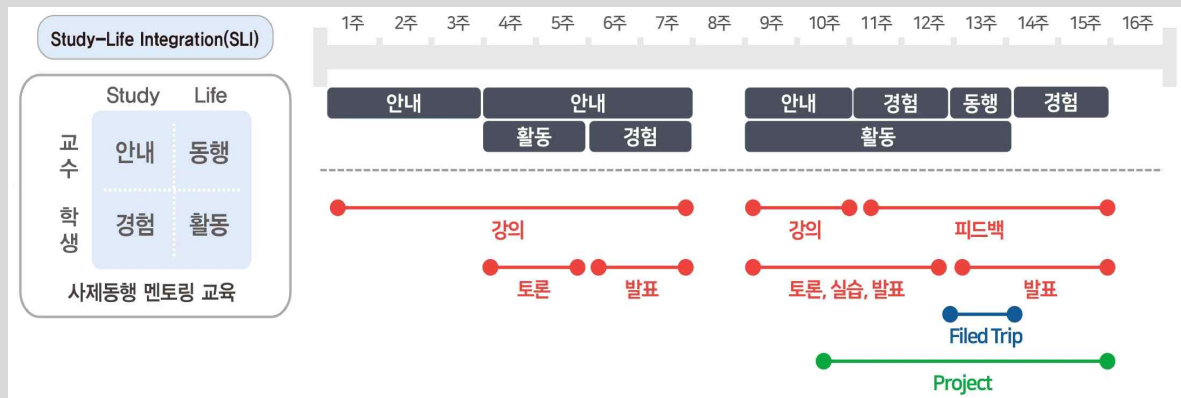 Study-Life Integration(SLI)
1주 2주 3주 4주 5주 6주 7주 8주 9주 10주 11주 12주 13주 14주 15주 16주
Study Life
교수 안내 동행
학생 경험 활동
사제동행 멘토링 교육
안내 안내 안내 경험 동행 경험
활동 경험 활동
강의 강의 피드백
토론 발표 토론, 실습, 발표 발표
Filed Trip
Project